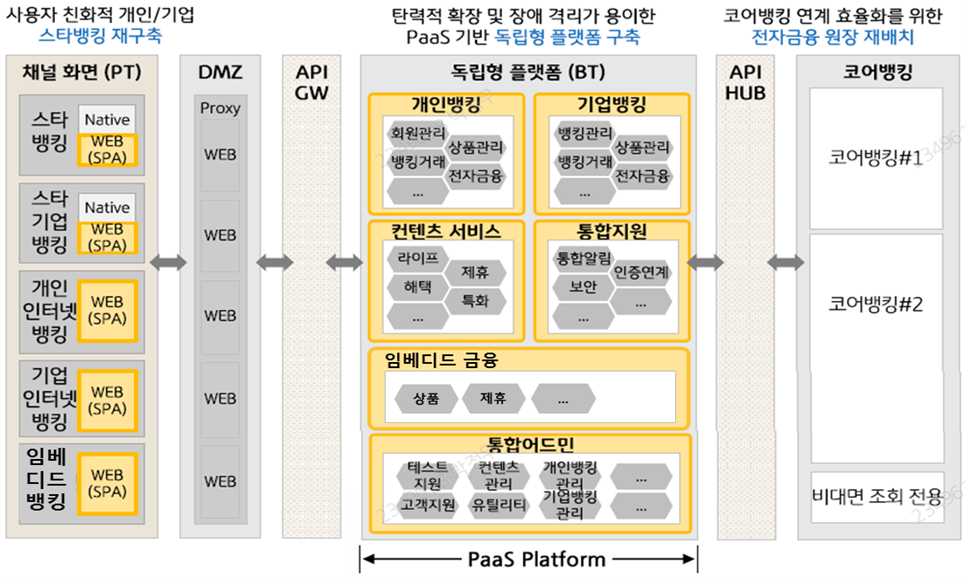 사용자 친화적 개인/기업
스타뱅킹 재구축
탄력적 확장 및 장애 격리가 용이한
PaaS 기반 독립형 플랫폼 구축
코어뱅킹 연계 효율화를 위한
전자금융 원장 재배치
채널 화면 (PT)
스타
뱅킹
Native
WEB
(SPA)
스타
기업
뱅킹
Native
WEB
(SPA)
개인
인터넷
뱅킹
WEB
(SPA)
기업
인터넷
뱅킹
WEB
(SPA)
임베
디드
뱅킹
WEB
(SPA)
DMZ
Proxy
WEB
WEB
WEB
WEB
WEB
API
GW
독립형 플랫폼 (BT)
개인뱅킹
회원관리
상품관리
뱅킹거래
전자금융
...
기업뱅킹
뱅킹관리
상품관리
뱅킹거래
전자금융
...
컨텐츠 서비스
라이프
제휴
해택
특화
...
통합지원
통합알림
인증연계
보안
...
...
임베디드 금융
상품
제휴
...
통합어드민
테스트
지원
컨텐츠
관리
개인뱅킹
관리
...
고객지원
유틸리티
기업뱅킹
관리
...
PaaS Platform
API
HUB
코어뱅킹
코어뱅킹#1
코어뱅킹#2
비대면 조회 전용